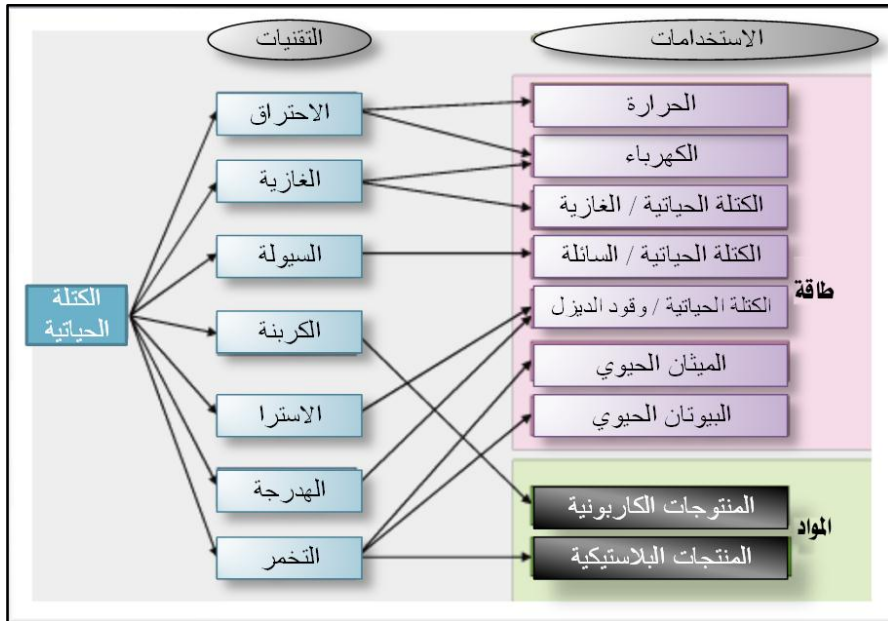 التقنيات
الاستخدامات
الكتلة
الحياتية
الاحتراق
الغازية
السيولة
الكربنة
الاسترا
الهدرجة
التخمر
الحرارة
الكهرباء
الكتلة الحياتية / الغازية
الكتلة الحياتية / السائلة
الكتلة الحياتية / وقود الديزل
الميثان الحيوي
البيوتان الحيوي
طاقة
المنتوجات الكاربونية
المنتجات البلاستيكية
المواد